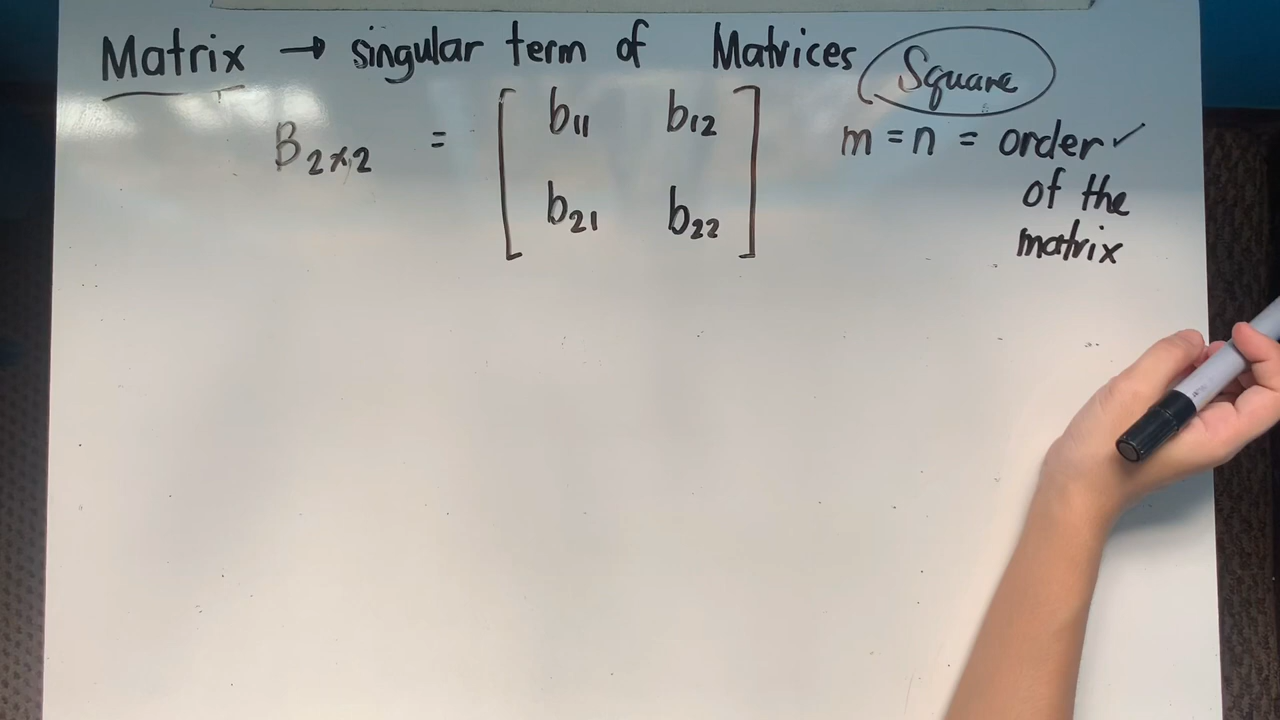 Matrix → singular term of Matrices
Square
B2×2 = [ b11 b12
b21 b22 ]
m = n = order ✓
of the
matrix